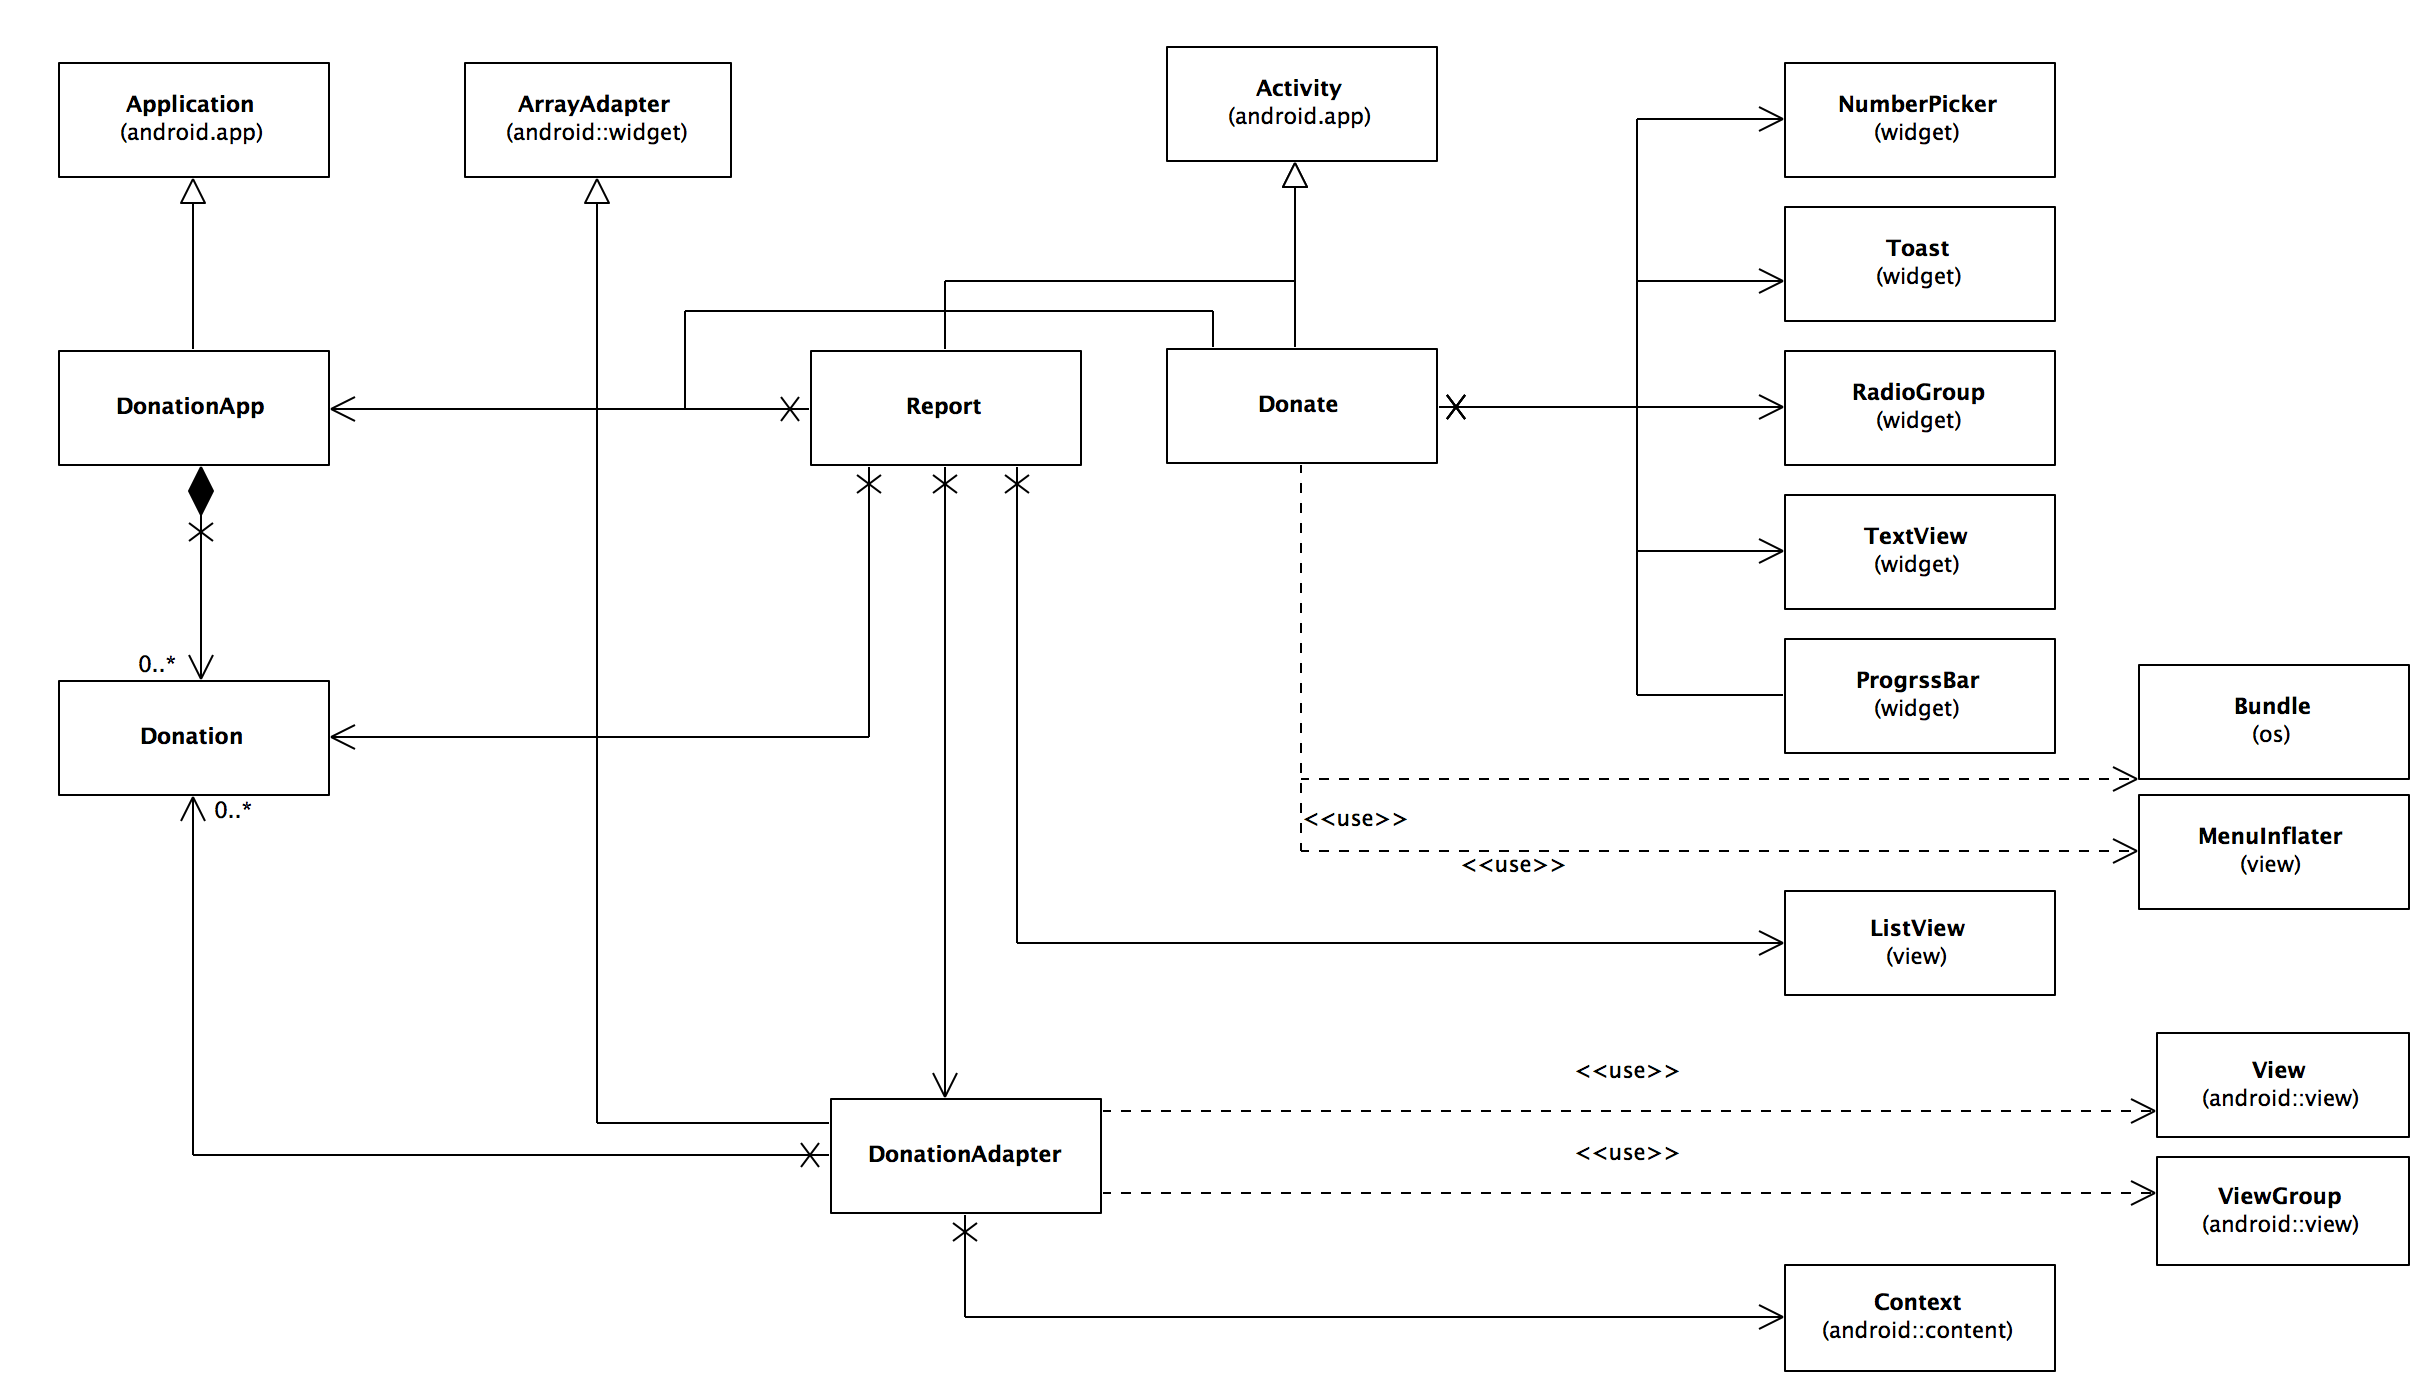 Application
(android.app)
ArrayAdapter
(android::widget)
Activity
(android.app)
NumberPicker
(widget)
Toast
(widget)
DonationApp
Report
Donate
RadioGroup
(widget)
TextView
(widget)
0..*
Donation
0..*
ProgrssBar
(widget)
Bundle
(os)
<<use>>
MenuInflater
(view)
<<use>>
ListView
(view)
<<use>>
View
(android::view)
DonationAdapter
<<use>>
ViewGroup
(android::view)
Context
(android::content)